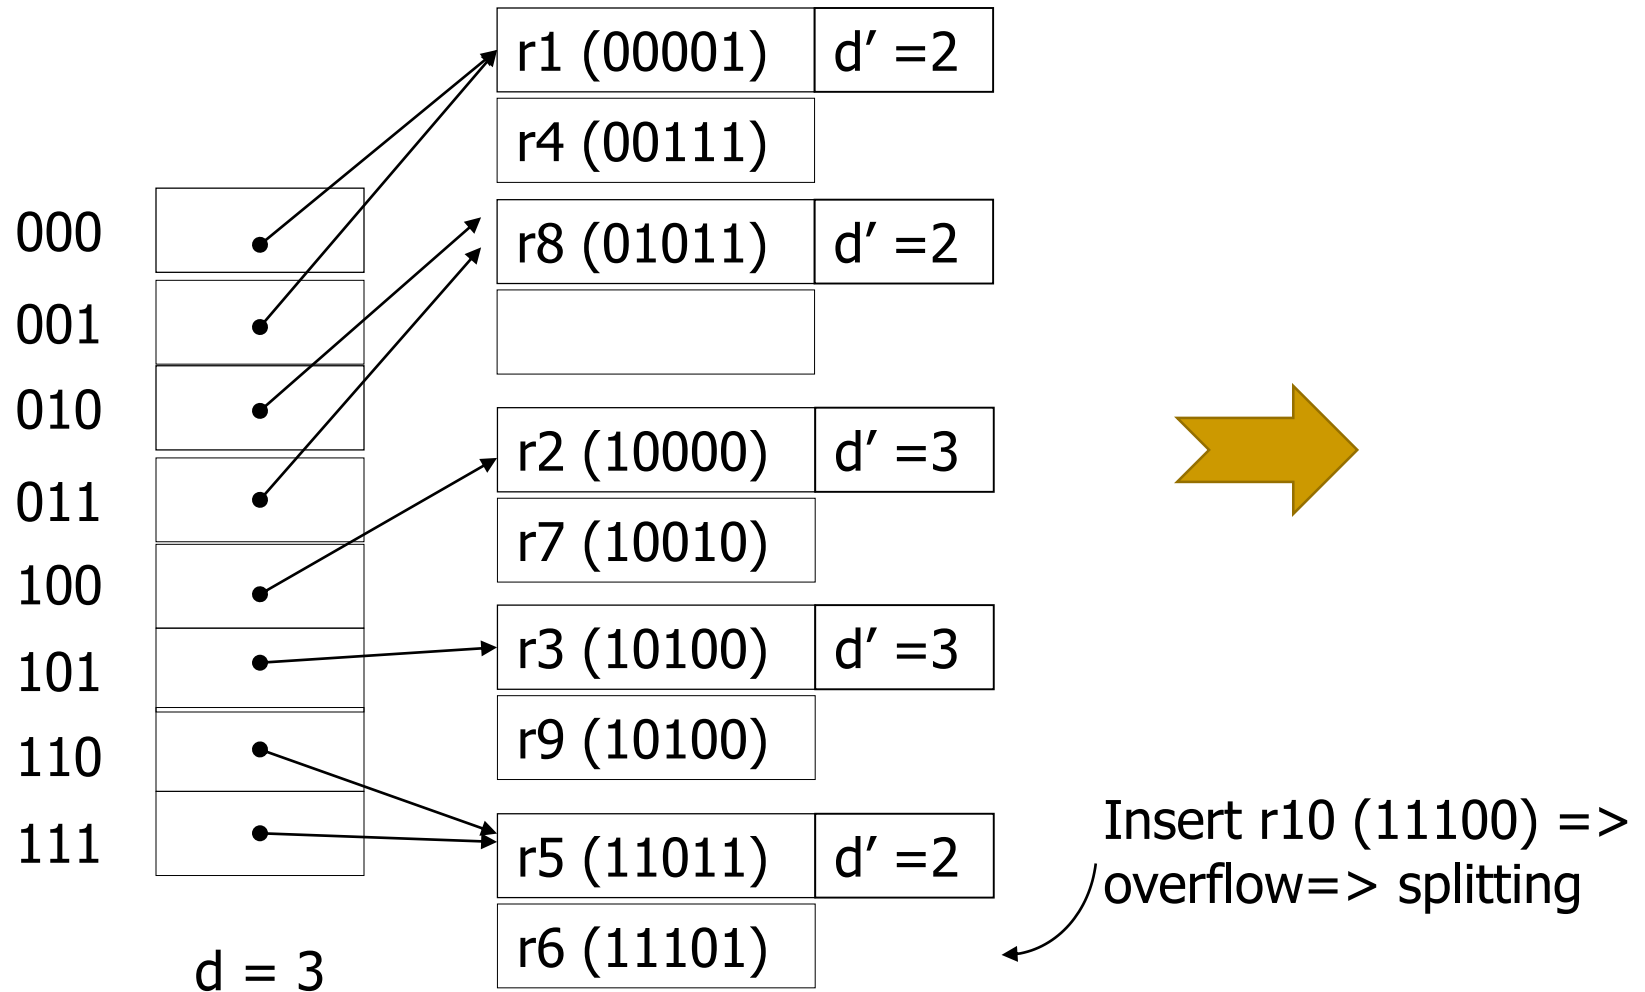 000
001
010
011
100
101
110
111
d = 3
r1 (00001) d′ =2
r4 (00111)
r8 (01011) d′ =2
r2 (10000) d′ =3
r7 (10010)
r3 (10100) d′ =3
r9 (10100)
r5 (11011) d′ =2
r6 (11101)
Insert r10 (11100) =>
overflow=> splitting